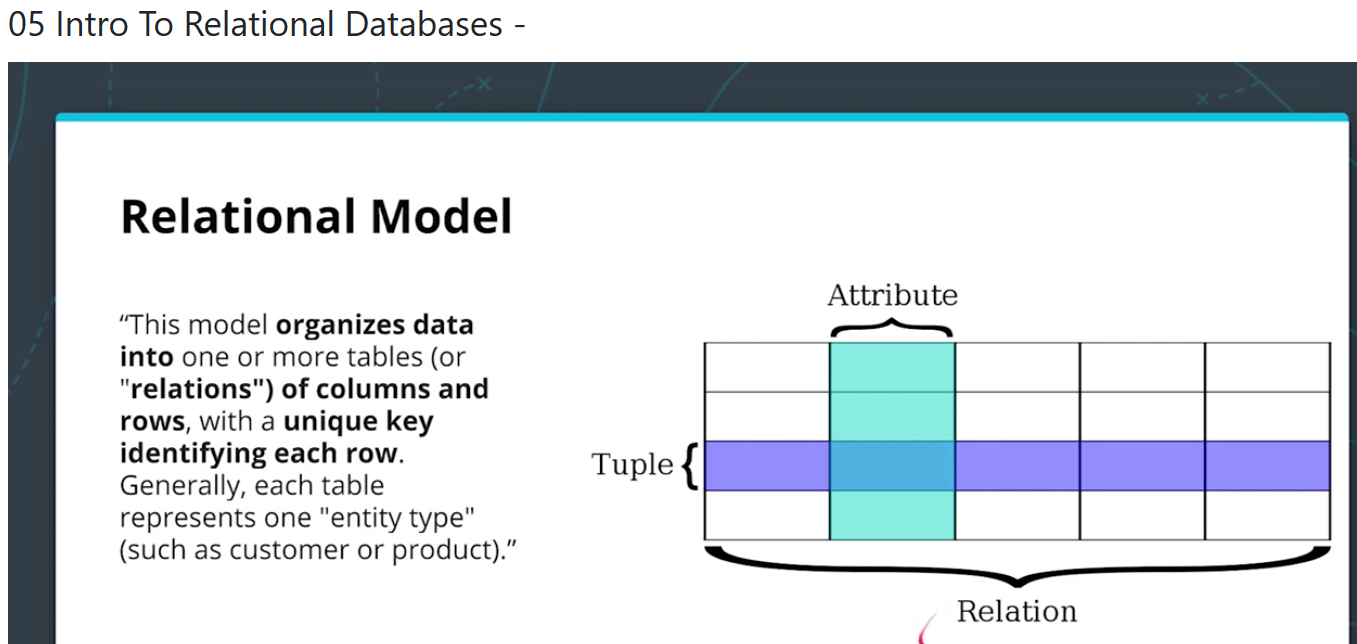 05 Intro To Relational Databases -
Relational Model
“This model organizes data
into one or more tables (or
"relations") of columns and
rows, with a unique key
identifying each row.
Generally, each table
represents one "entity type"
(such as customer or product).”
Attribute
Tuple
Relation